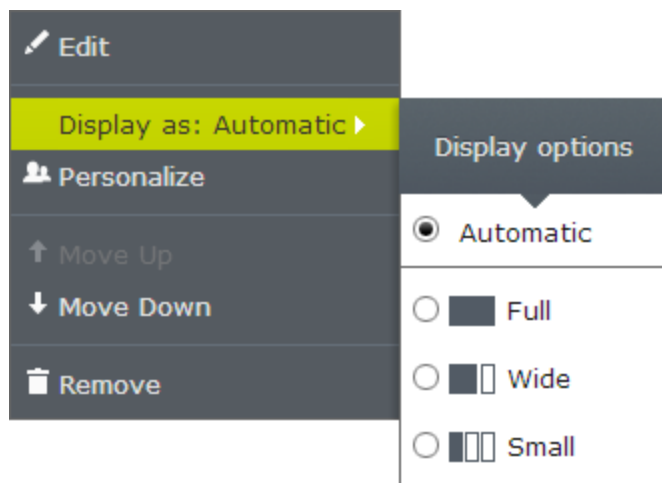 Edit
Display as: Automatic
Personalize
Move Up
Move Down
Remove
Display options
Automatic
Full
Wide
Small